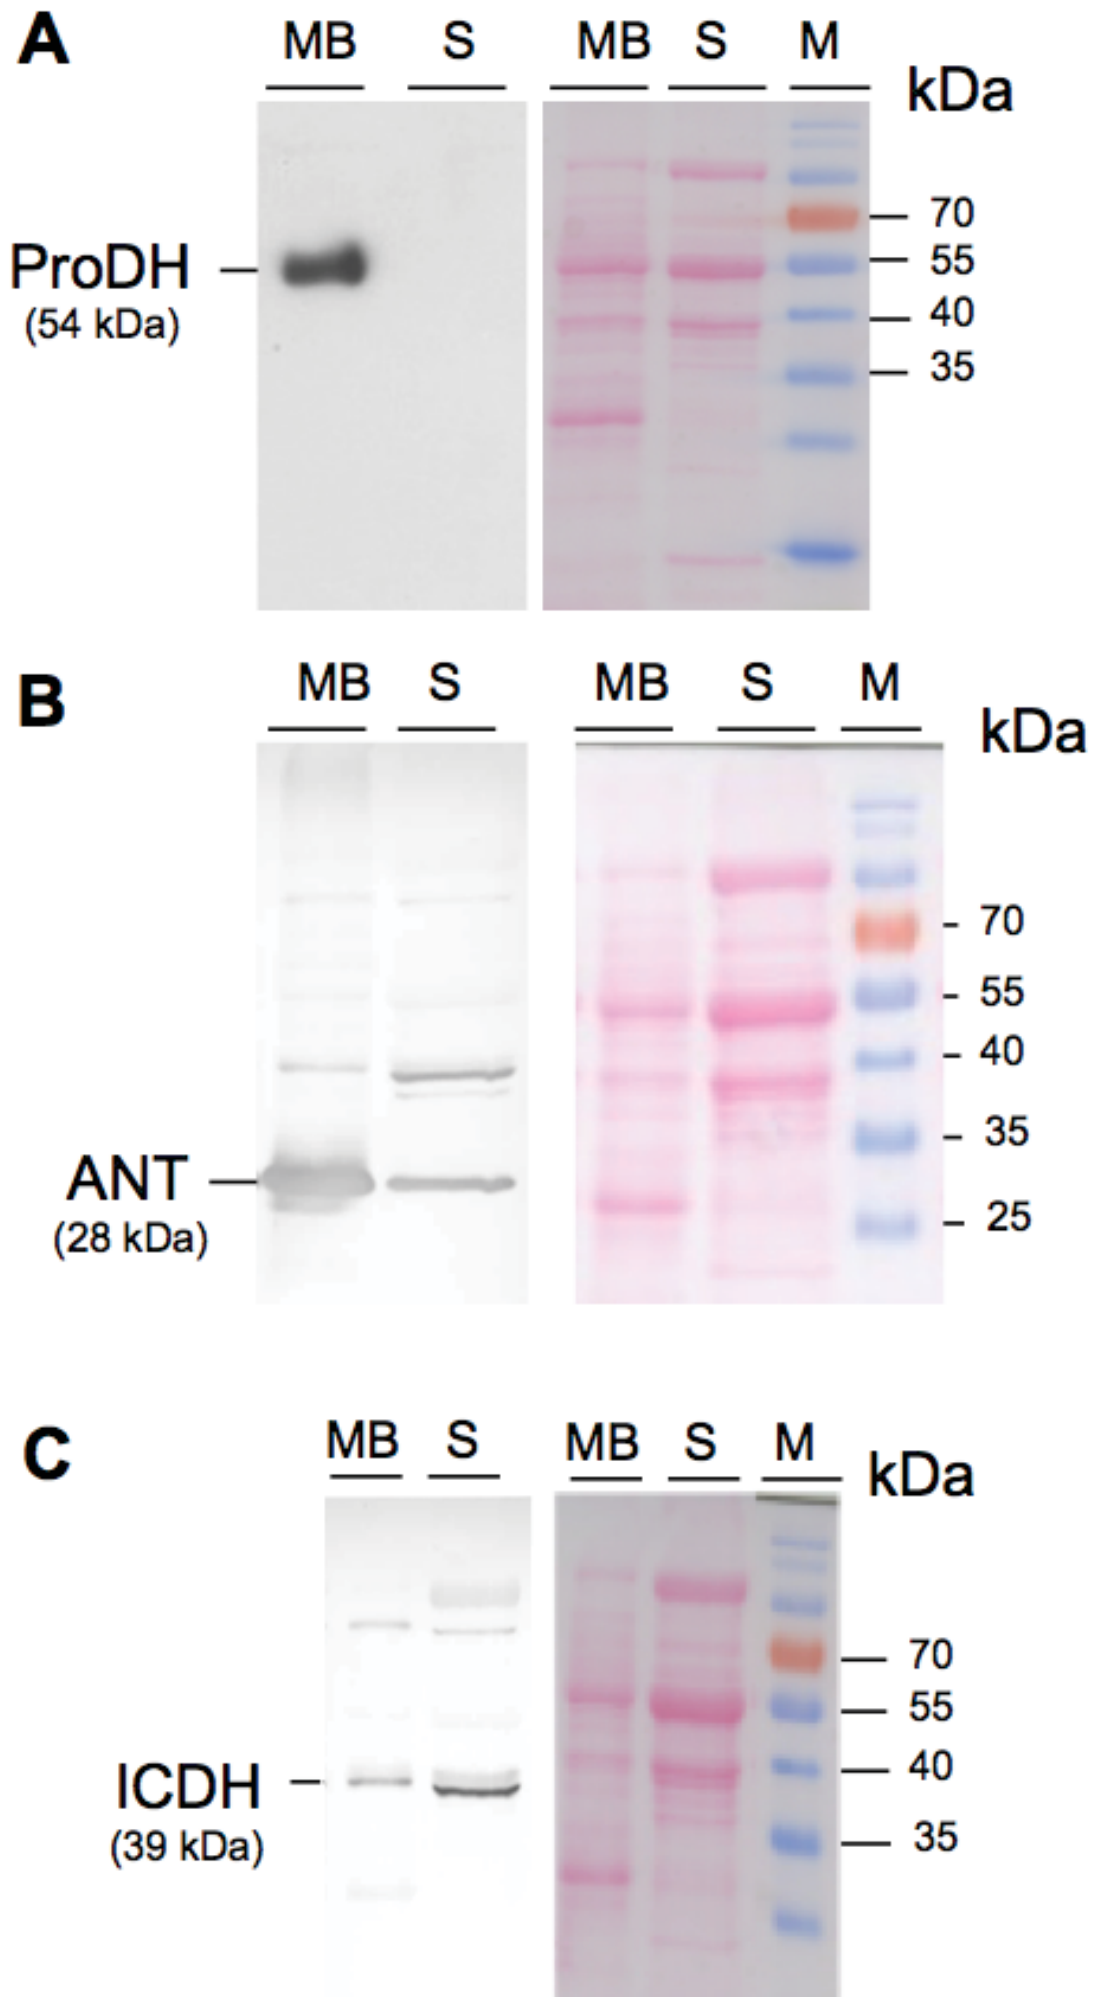 A
MB S MB S M
kDa
ProDH
(54 kDa)
70
55
40
35
B
MB S MB S M
kDa
ANT
(28 kDa)
70
55
40
35
25
C
MB S MB S M
kDa
ICDH
(39 kDa)
70
55
40
35